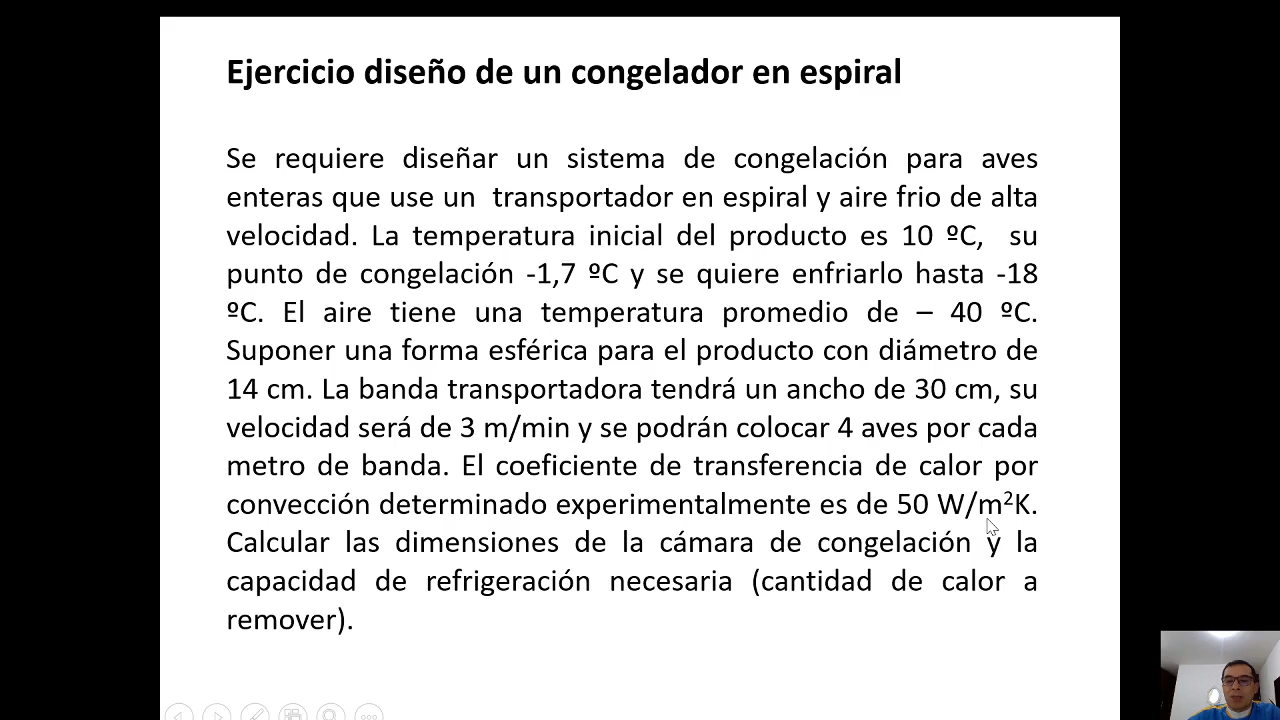 Ejercicio diseño de un congelador en espiral
Se requiere diseñar un sistema de congelación para aves
enteras que use un transportador en espiral y aire frio de alta
velocidad. La temperatura inicial del producto es 10 ºC, su
punto de congelación -1,7 ºC y se quiere enfriarlo hasta -18
ºC. El aire tiene una temperatura promedio de – 40 ºC.
Suponer una forma esférica para el producto con diámetro de
14 cm. La banda transportadora tendrá un ancho de 30 cm, su
velocidad será de 3 m/min y se podrán colocar 4 aves por cada
metro de banda. El coeficiente de transferencia de calor por
convección determinado experimentalmente es de 50 W/m²K.
Calcular las dimensiones de la cámara de congelación y la
capacidad de refrigeración necesaria (cantidad de calor a
remover).